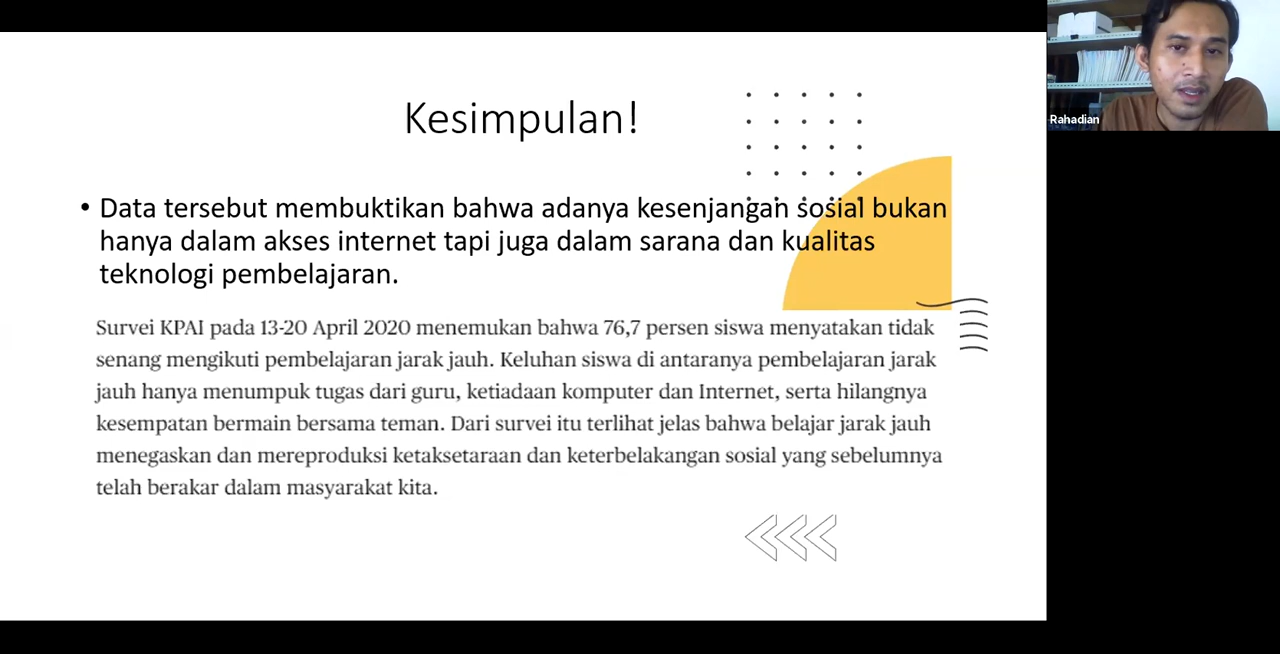 Kesimpulan!
• Data tersebut membuktikan bahwa adanya kesenjangan sosial bukan
hanya dalam akses internet tapi juga dalam sarana dan kualitas
teknologi pembelajaran.
Survei KPAI pada 13-20 April 2020 menemukan bahwa 76,7 persen siswa menyatakan tidak
senang mengikuti pembelajaran jarak jauh. Keluhan siswa di antaranya pembelajaran jarak
jauh hanya menumpuk tugas dari guru, ketiadaan komputer dan Internet, serta hilangnya
kesempatan bermain bersama teman. Dari survei itu terlihat jelas bahwa belajar jarak jauh
menegaskan dan mereproduksi ketaksetaraan dan keterbelakangan sosial yang sebelumnya
telah berakar dalam masyarakat kita.
Rahadian